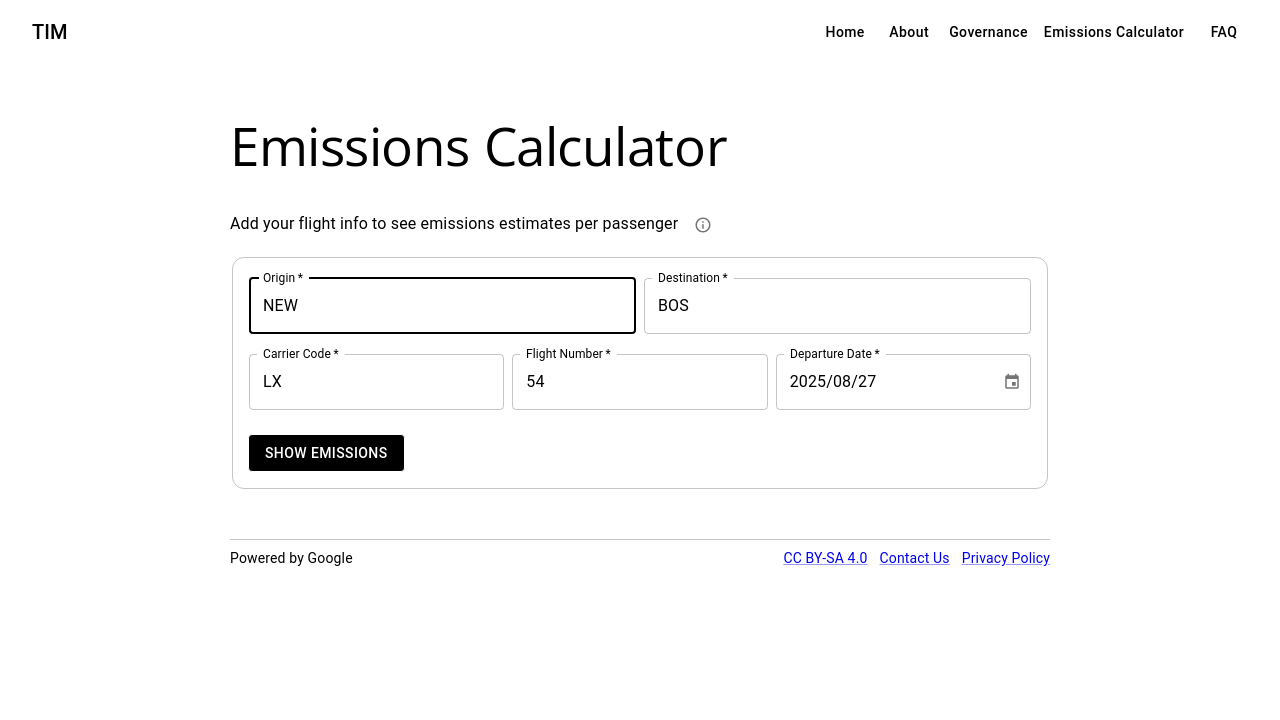 TIM
Home About Governance Emissions Calculator FAQ
Emissions Calculator
Add your flight info to see emissions estimates per passenger
Origin *
NEW
Destination *
BOS
Carrier Code *
LX
Flight Number *
54
Departure Date *
2025/08/27
SHOW EMISSIONS
Powered by Google
CC BY-SA 4.0 Contact Us Privacy Policy